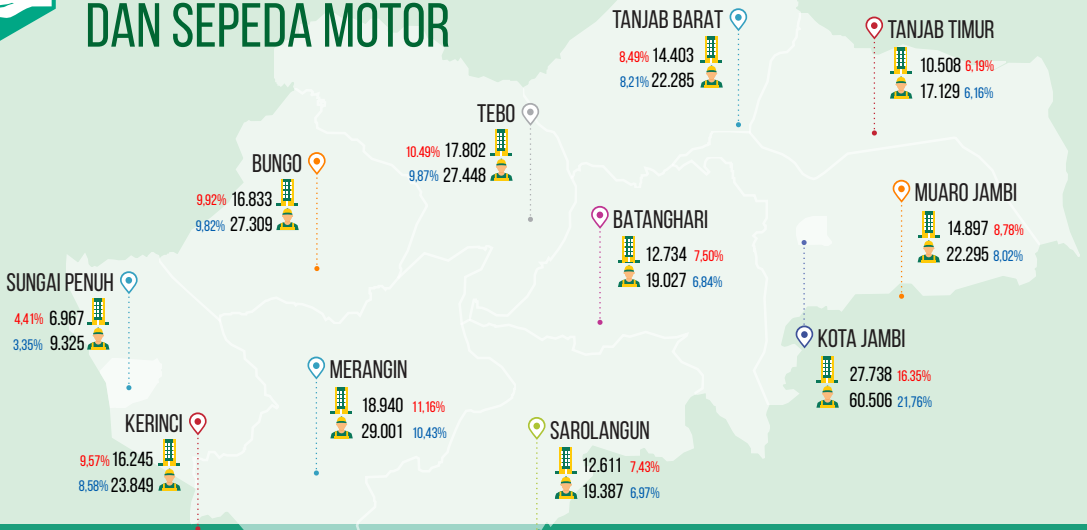 DAN SEPEDA MOTOR
TANJAB BARAT
8,49% 14.403
8,21% 22.285
TANJAB TIMUR
10.508 6,19%
17.129 6,16%
TEBO
10.49% 17.802
9,87% 27.448
BUNGO
9.92% 16.833
9,82% 27.309
BATANGHARI
12.734 7,50%
19.027 6,84%
MUARO JAMBI
14.897 8,78%
22.295 8,02%
SUNGAI PENUH
4,41% 6.967
3,35% 9.325
KOTA JAMBI
27.738 16.35%
60.506 21,76%
MERANGIN
18.940 11,16%
29.001 10,43%
KERINCI
9,57% 16.245
8,58% 23.849
SAROLANGUN
12.611 7,43%
19.387 6,97%